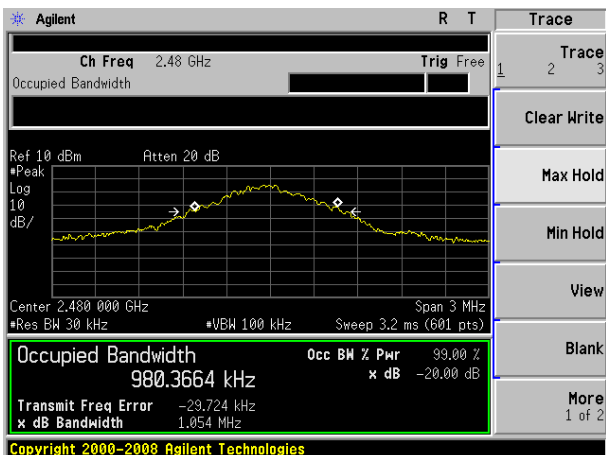 Agilent R T
Ch Freq 2.48 GHz Trig Free
Occupied Bandwidth
Ref 10 dBm Atten 20 dB
#Peak
Log
10
dB/
Center 2.480 000 GHz Span 3 MHz
#Res BW 30 kHz #VBW 100 kHz Sweep 3.2 ms (601 pts)
Occupied Bandwidth Occ BW % Pwr 99.00 %
980.3664 kHz x dB -20.00 dB
Transmit Freq Error -29.724 kHz
x dB Bandwidth 1.054 MHz
Copyright 2000-2008 Agilent Technologies
Trace
Trace
1 2 3
Clear Write
Max Hold
Min Hold
View
Blank
More
1 of 2